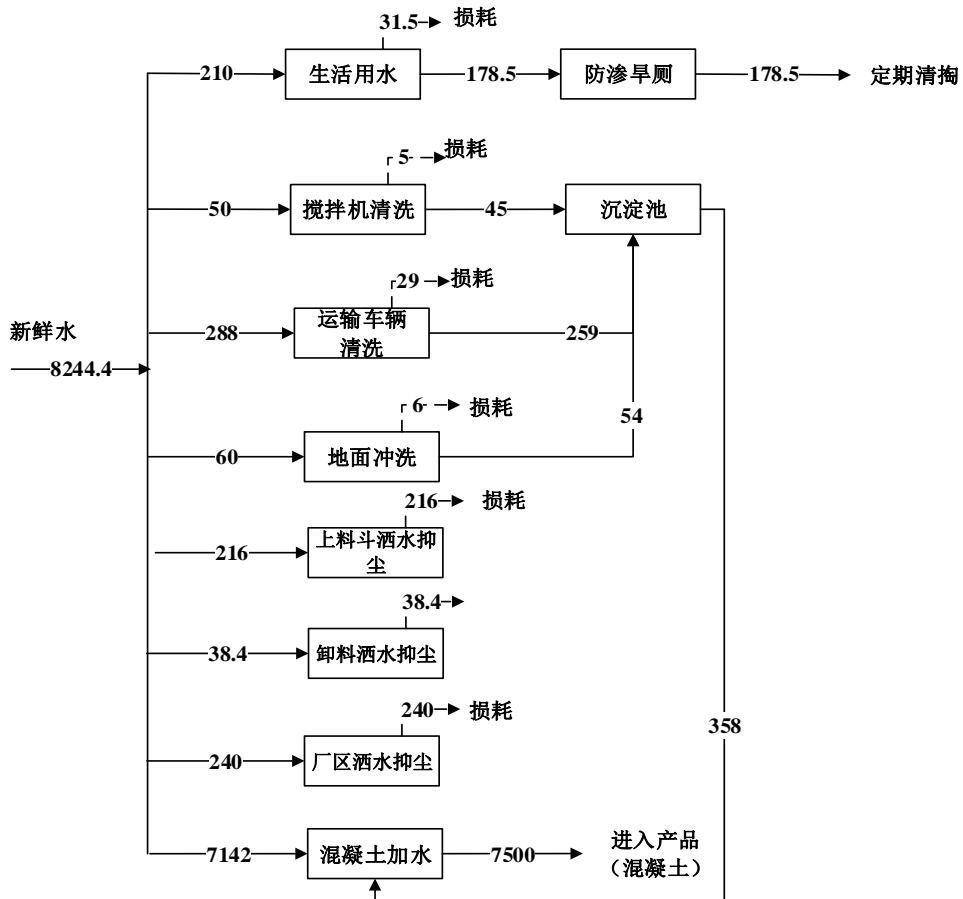 31.5 损耗
210 生活用水 178.5 防渗旱厕 178.5 定期清掏
5 损耗
50 搅拌机清洗 45 沉淀池
29 损耗
新鲜水
8244.4
288 运输车辆 259
清洗
6 损耗
54
60 地面冲洗
216 损耗
216 上料斗洒水抑
尘
38.4
38.4 卸料洒水抑尘
240 损耗
358
240 厂区洒水抑尘
进入产品
7142 混凝土加水 7500
（混凝土）